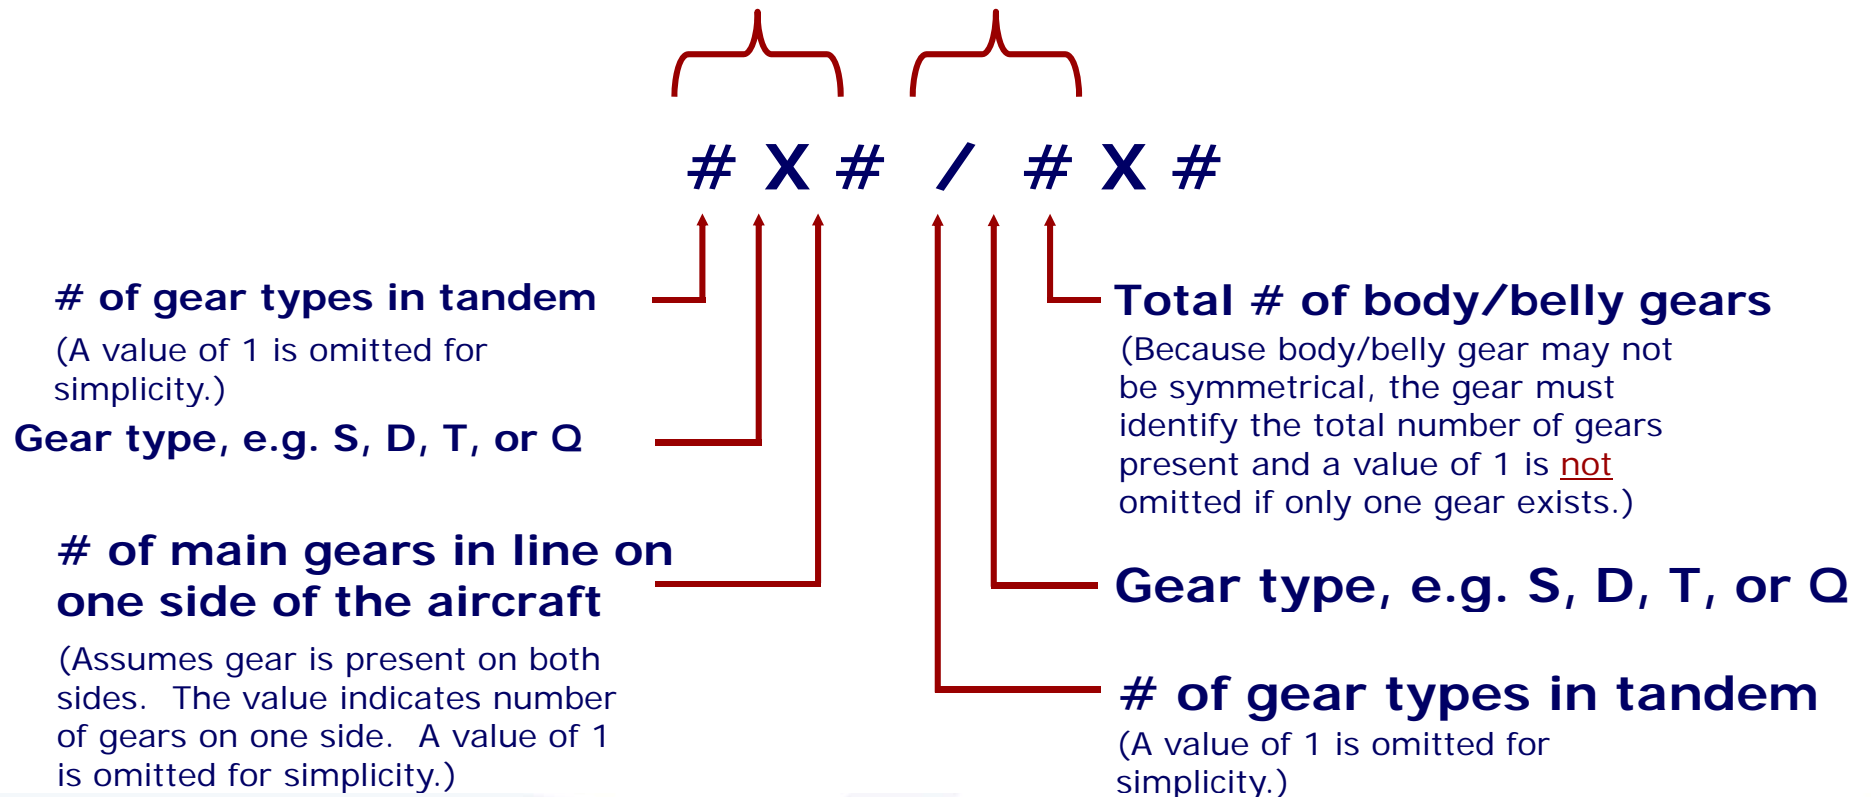 # X # / # X #
# of gear types in tandem
(A value of 1 is omitted for
simplicity.)
Gear type, e.g. S, D, T, or Q
# of main gears in line on
one side of the aircraft
(Assumes gear is present on both
sides. The value indicates number
of gears on one side. A value of 1
is omitted for simplicity.)
Total # of body/belly gears
(Because body/belly gear may not
be symmetrical, the gear must
identify the total number of gears
present and a value of 1 is not
omitted if only one gear exists.)
Gear type, e.g. S, D, T, or Q
# of gear types in tandem
(A value of 1 is omitted for
simplicity.)